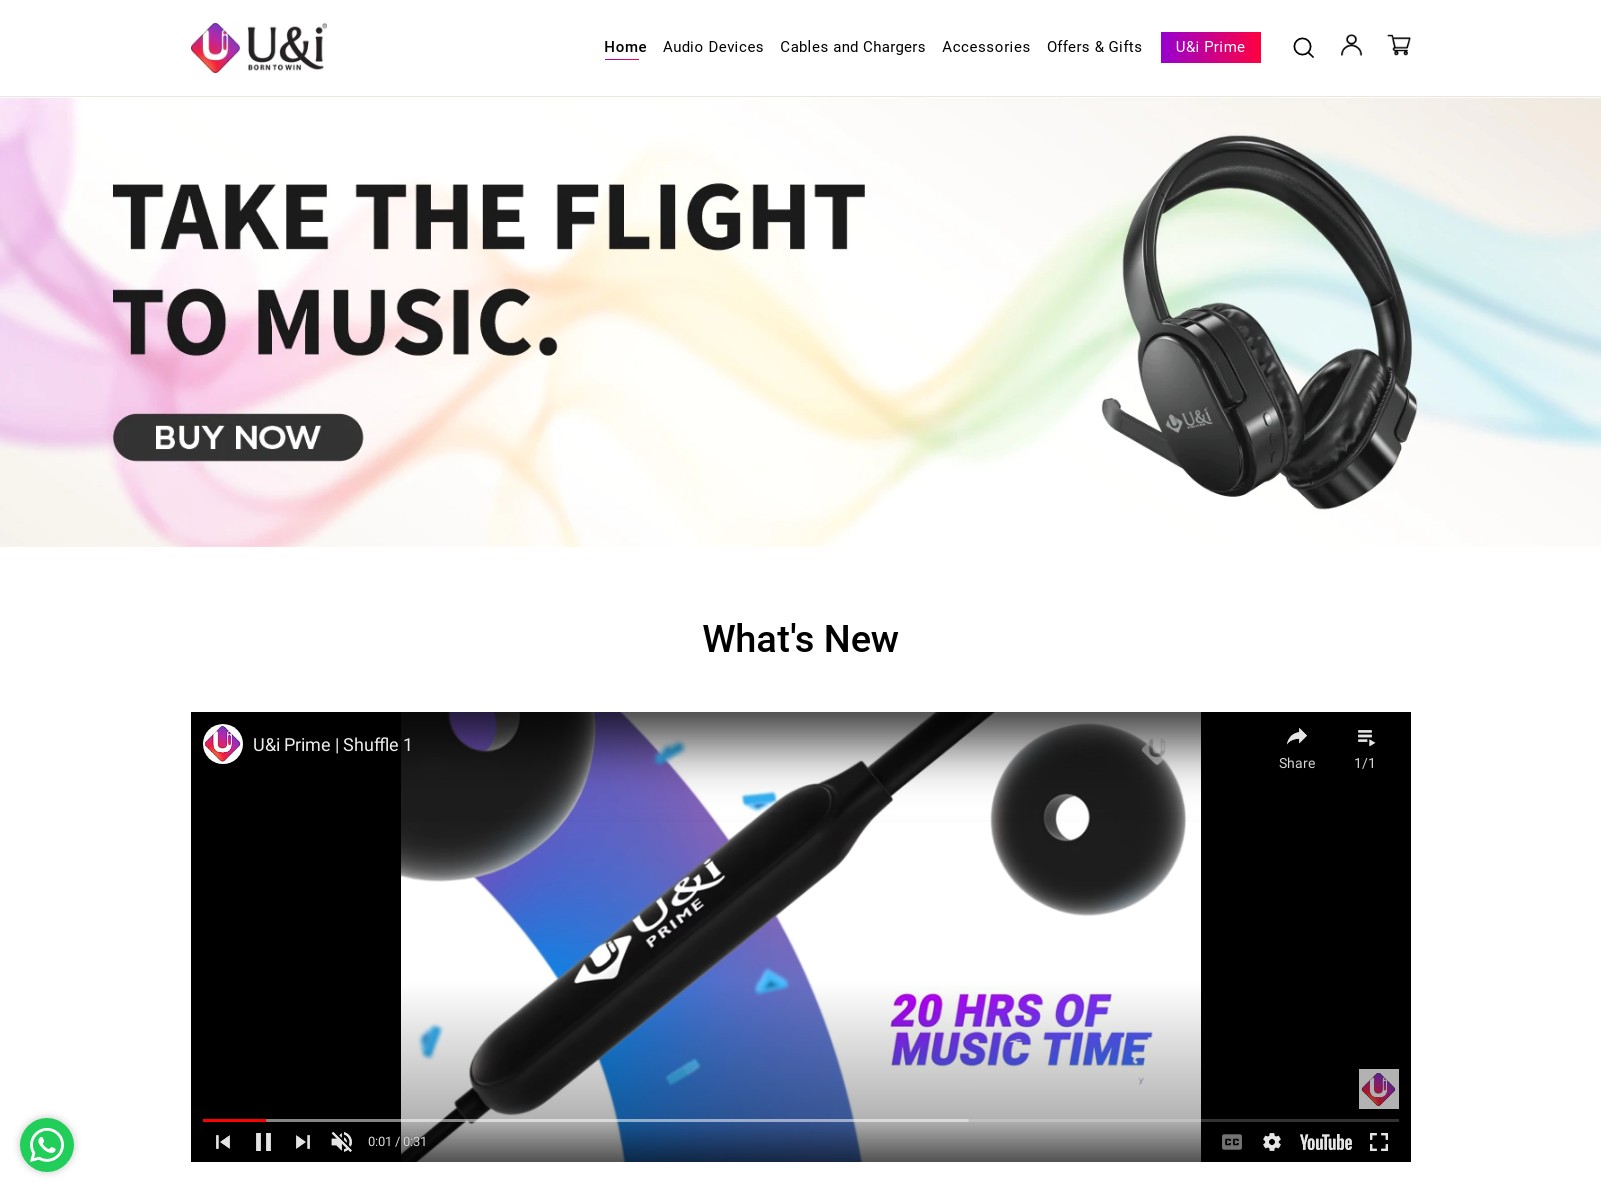 U&i®
BORN TO WIN
Home
Audio Devices
Cables and Chargers
Accessories
Offers & Gifts
U&i Prime
TAKE THE FLIGHT
TO MUSIC.
BUY NOW
U&i
What's New
U&i Prime | Shuffle 1
Share
1/1
U&i
PRIME
20 HRS OF
MUSIC TIME
0:01 / 0:31
CC
YouTube